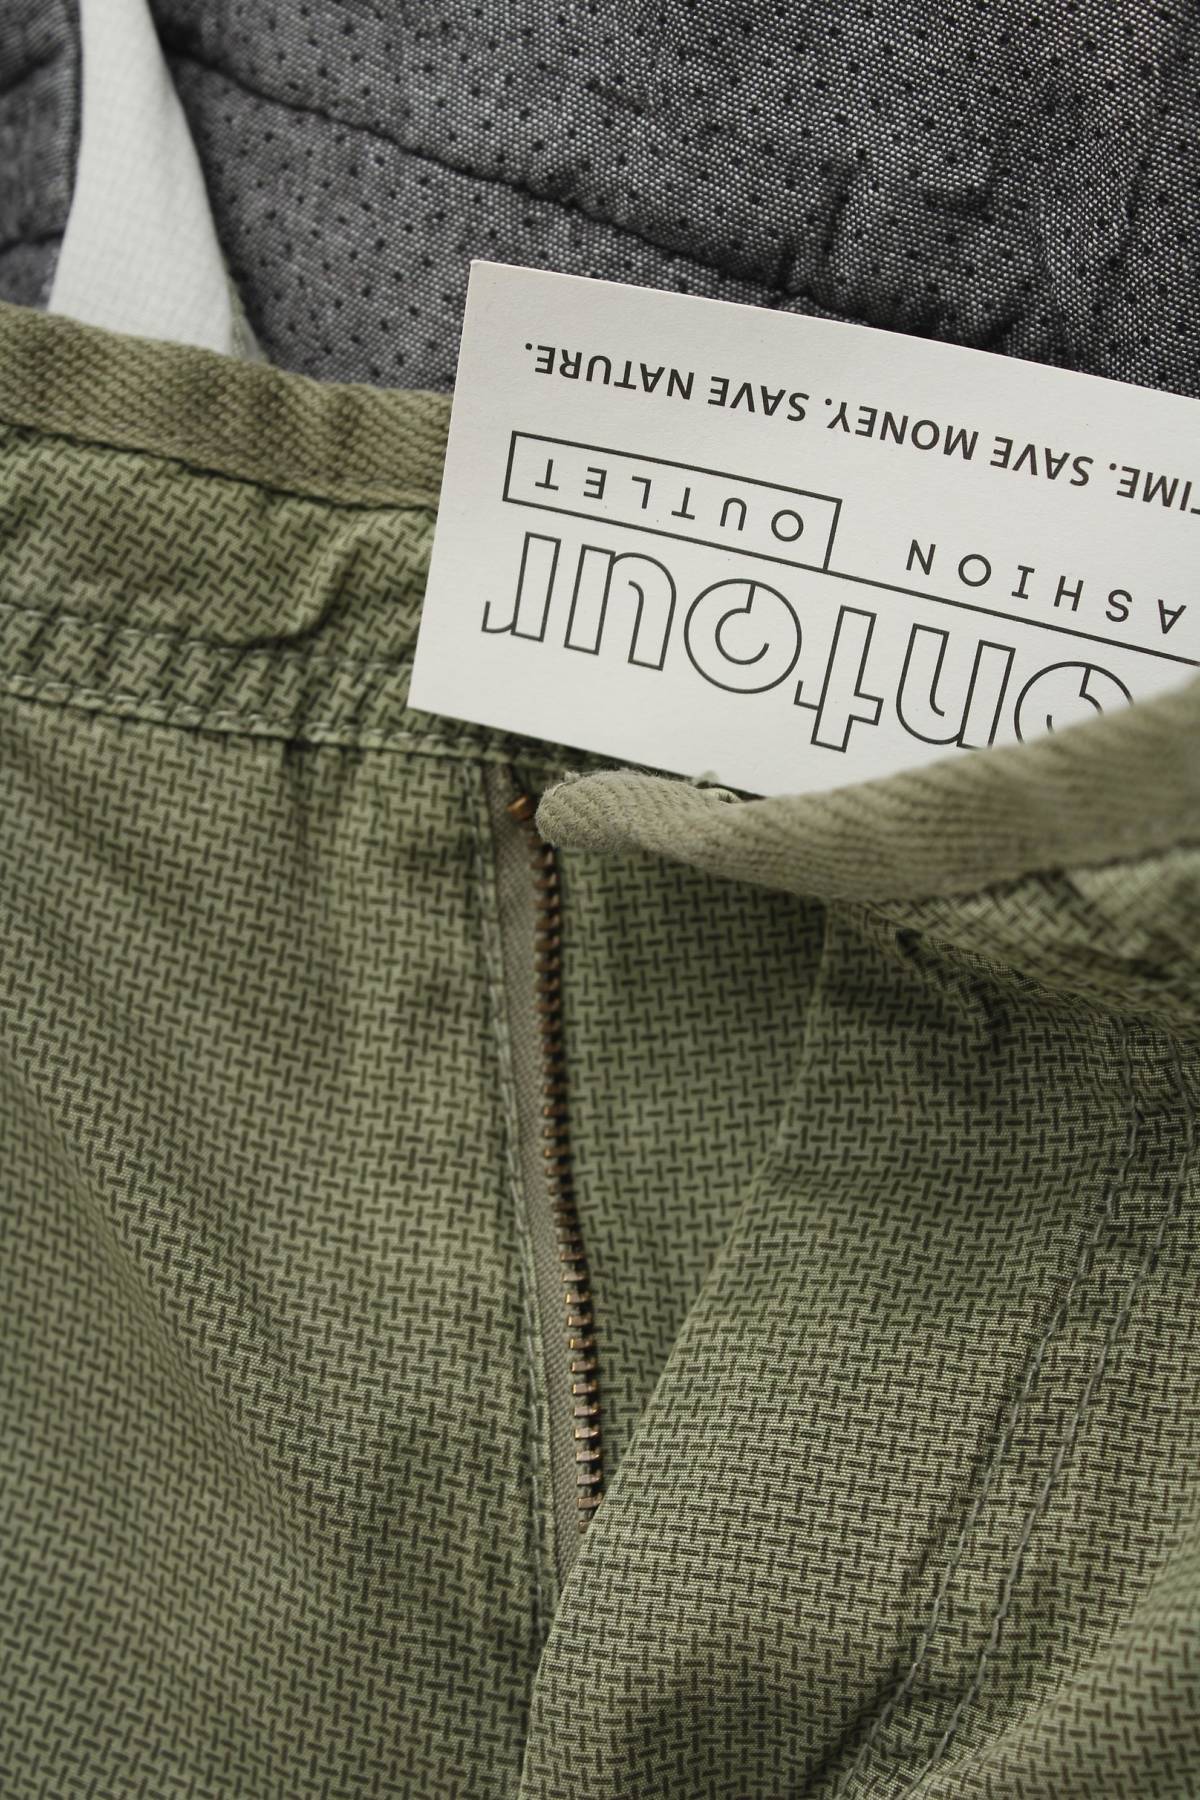 ontour
ASHION OUTLET
TIME. SAVE MONEY. SAVE NATURE.